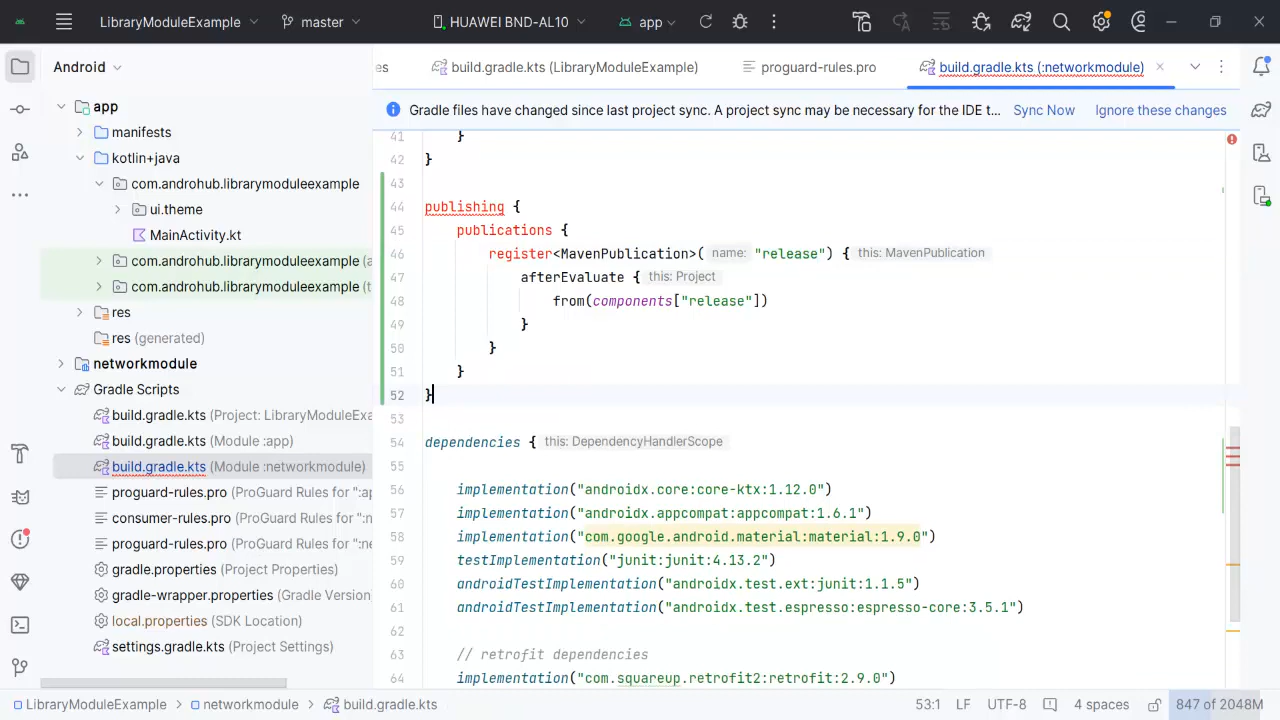 LibraryModuleExample
master
HUAWEI BND-AL10
app
Android
es
build.gradle.kts (LibraryModuleExample)
proguard-rules.pro
build.gradle.kts (:networkmodule)
Gradle files have changed since last project sync. A project sync may be necessary for the IDE t...
Sync Now
Ignore these changes
app
manifests
kotlin+java
com.androhub.librarymoduleexample
ui.theme
MainActivity.kt
com.androhub.librarymoduleexample (a
com.androhub.librarymoduleexample (t
res
res (generated)
networkmodule
Gradle Scripts
build.gradle.kts (Project: LibraryModuleExa
build.gradle.kts (Module :app)
build.gradle.kts (Module :networkmodule)
proguard-rules.pro (ProGuard Rules for ":ap
consumer-rules.pro (ProGuard Rules for ":n
proguard-rules.pro (ProGuard Rules for ":ne
gradle.properties (Project Properties)
gradle-wrapper.properties (Gradle Version
local.properties (SDK Location)
settings.gradle.kts (Project Settings)
41 }
42 }
43
44 publishing {
45 publications {
46 register<MavenPublication>( name: "release") { this: MavenPublication
47 afterEvaluate { this: Project
48 from(components["release"])
49 }
50 }
51 }
52 }
53
54 dependencies { this: DependencyHandlerScope
55
56 implementation("androidx.core:core-ktx:1.12.0")
57 implementation("androidx.appcompat:appcompat:1.6.1")
58 implementation("com.google.android.material:material:1.9.0")
59 testImplementation("junit:junit:4.13.2")
60 androidTestImplementation("androidx.test.ext:junit:1.1.5")
61 androidTestImplementation("androidx.test.espresso:espresso-core:3.5.1")
62
63 // retrofit dependencies
64 implementation("com.squareup.retrofit2:retrofit:2.9.0")
LibraryModuleExample
networkmodule
build.gradle.kts
53:1
LF
UTF-8
4 spaces
847 of 2048M